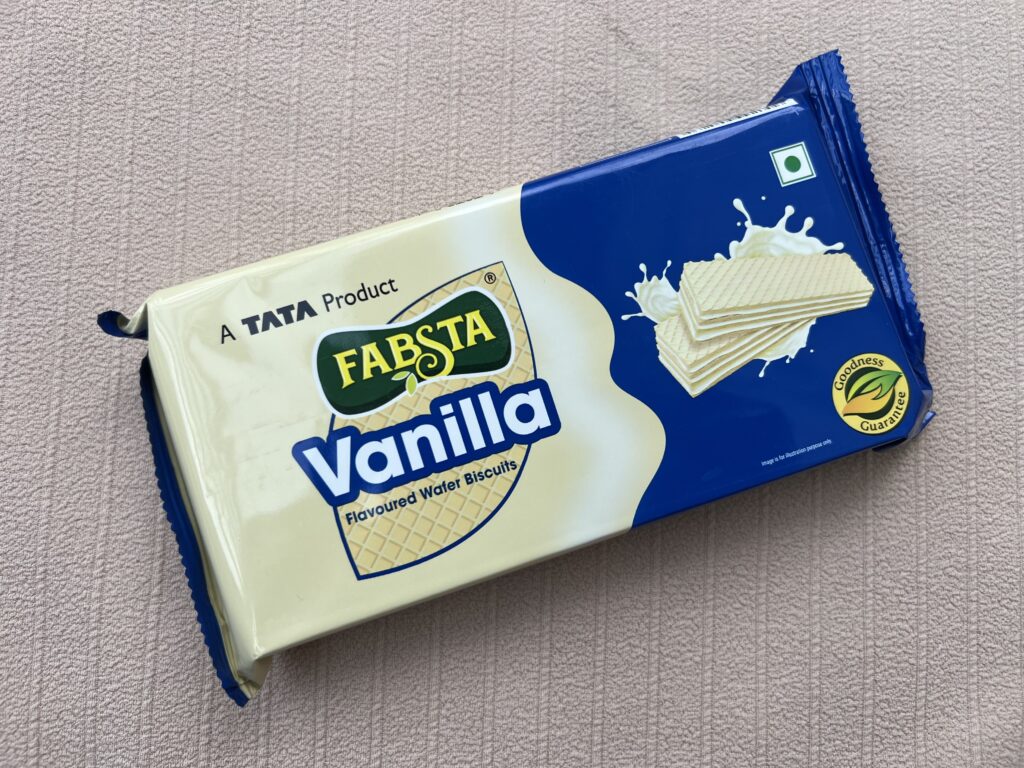 A TATA Product
FABSTA®
Vanilla
Flavoured Wafer Biscuits
Goodness
Guarantee
Image is for illustration purpose only.